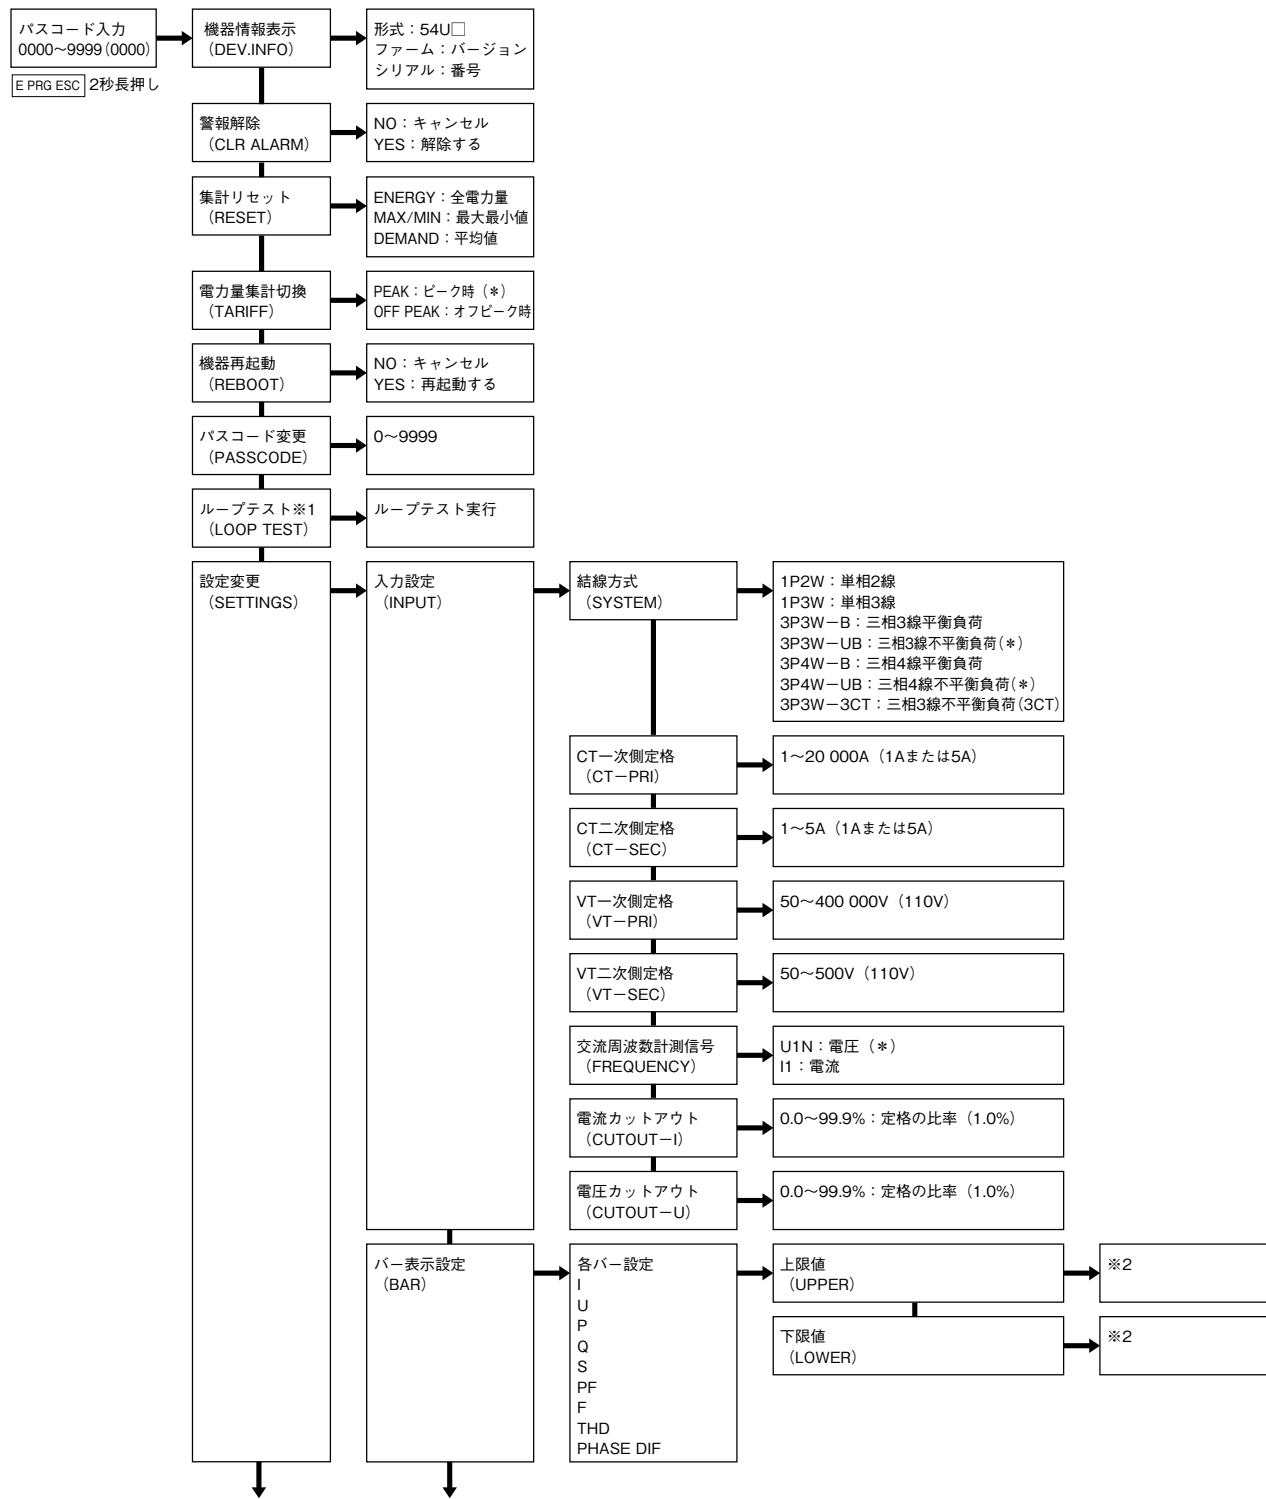 パスコード入力
0000～9999（0000）
E PRG ESC 2秒長押し
機器情報表示
（DEV.INFO）
形式：54U□
ファーム：バージョン
シリアル：番号
警報解除
（CLR ALARM）
NO：キャンセル
YES：解除する
集計リセット
（RESET）
ENERGY：全電力量
MAX/MIN：最大最小値
DEMAND：平均値
電力量集計切換
（TARIFF）
PEAK：ピーク時（＊）
OFF PEAK：オフピーク時
機器再起動
（REBOOT）
NO：キャンセル
YES：再起動する
パスコード変更
（PASSCODE）
0～9999
ループテスト※1
（LOOP TEST）
ループテスト実行
設定変更
（SETTINGS）
入力設定
（INPUT）
結線方式
（SYSTEM）
1P2W：単相2線
1P3W：単相3線
3P3W－B：三相3線平衡負荷
3P3W－UB：三相3線不平衡負荷（＊）
3P4W－B：三相4線平衡負荷
3P4W－UB：三相4線不平衡負荷（＊）
3P3W－3CT：三相3線不平衡負荷（3CT）
CT一次側定格
（CT－PRI）
1～20 000A（1Aまたは5A）
CT二次側定格
（CT－SEC）
1～5A（1Aまたは5A）
VT一次側定格
（VT－PRI）
50～400 000V（110V）
VT二次側定格
（VT－SEC）
50～500V（110V）
交流周波数計測信号
（FREQUENCY）
U1N：電圧（＊）
I1：電流
電流カットアウト
（CUTOUT－I）
0.0～99.9%：定格の比率（1.0%）
電圧カットアウト
（CUTOUT－U）
0.0～99.9%：定格の比率（1.0%）
バー表示設定
（BAR）
各バー設定
I
U
P
Q
S
PF
F
THD
PHASE DIF
上限値
（UPPER）
※2
下限値
（LOWER）
※2